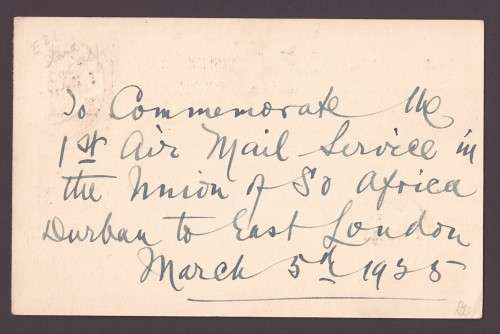 To Commemorate the
1st Air Mail Service in
the Union of So Africa
Durban to East London
March 5th 1925